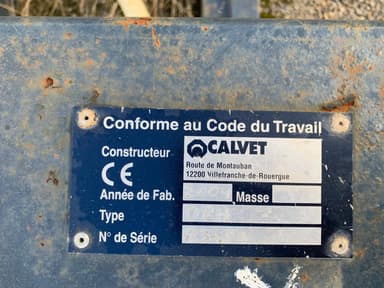 Conforme au Code du Travail
Constructeur CALVET
Route de Montauban
12200 Villefranche-de-Rouergue
CE
Année de Fab. Masse
Type
N° de Série